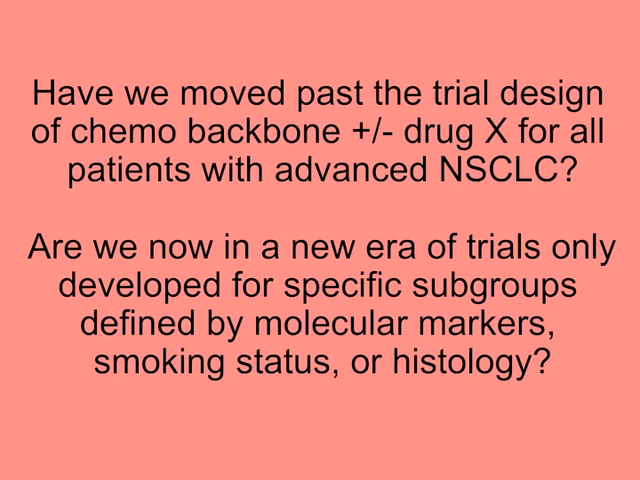 Have we moved past the trial design
of chemo backbone +/- drug X for all
patients with advanced NSCLC?
Are we now in a new era of trials only
developed for specific subgroups
defined by molecular markers,
smoking status, or histology?